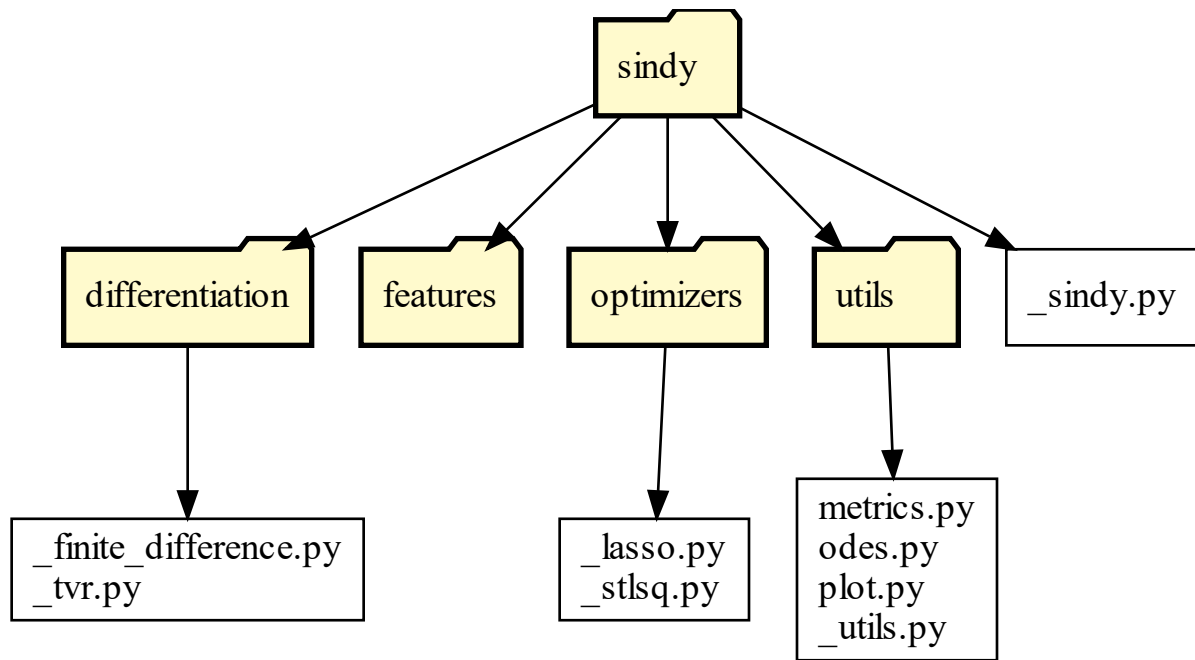 sindy
differentiation
features
optimizers
utils
_sindy.py
_finite_difference.py
_tvr.py
_lasso.py
_stlsq.py
metrics.py
odes.py
plot.py
_utils.py